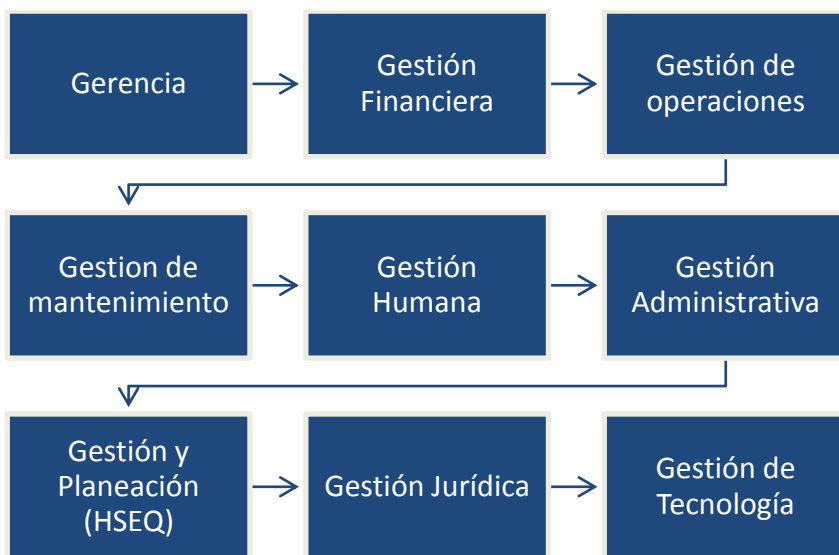 Gerencia
Gestión
Financiera
Gestión de
operaciones
Gestion de
mantenimiento
Gestión
Humana
Gestión
Administrativa
Gestión y
Planeación
(HSEQ)
Gestión Jurídica
Gestión de
Tecnología